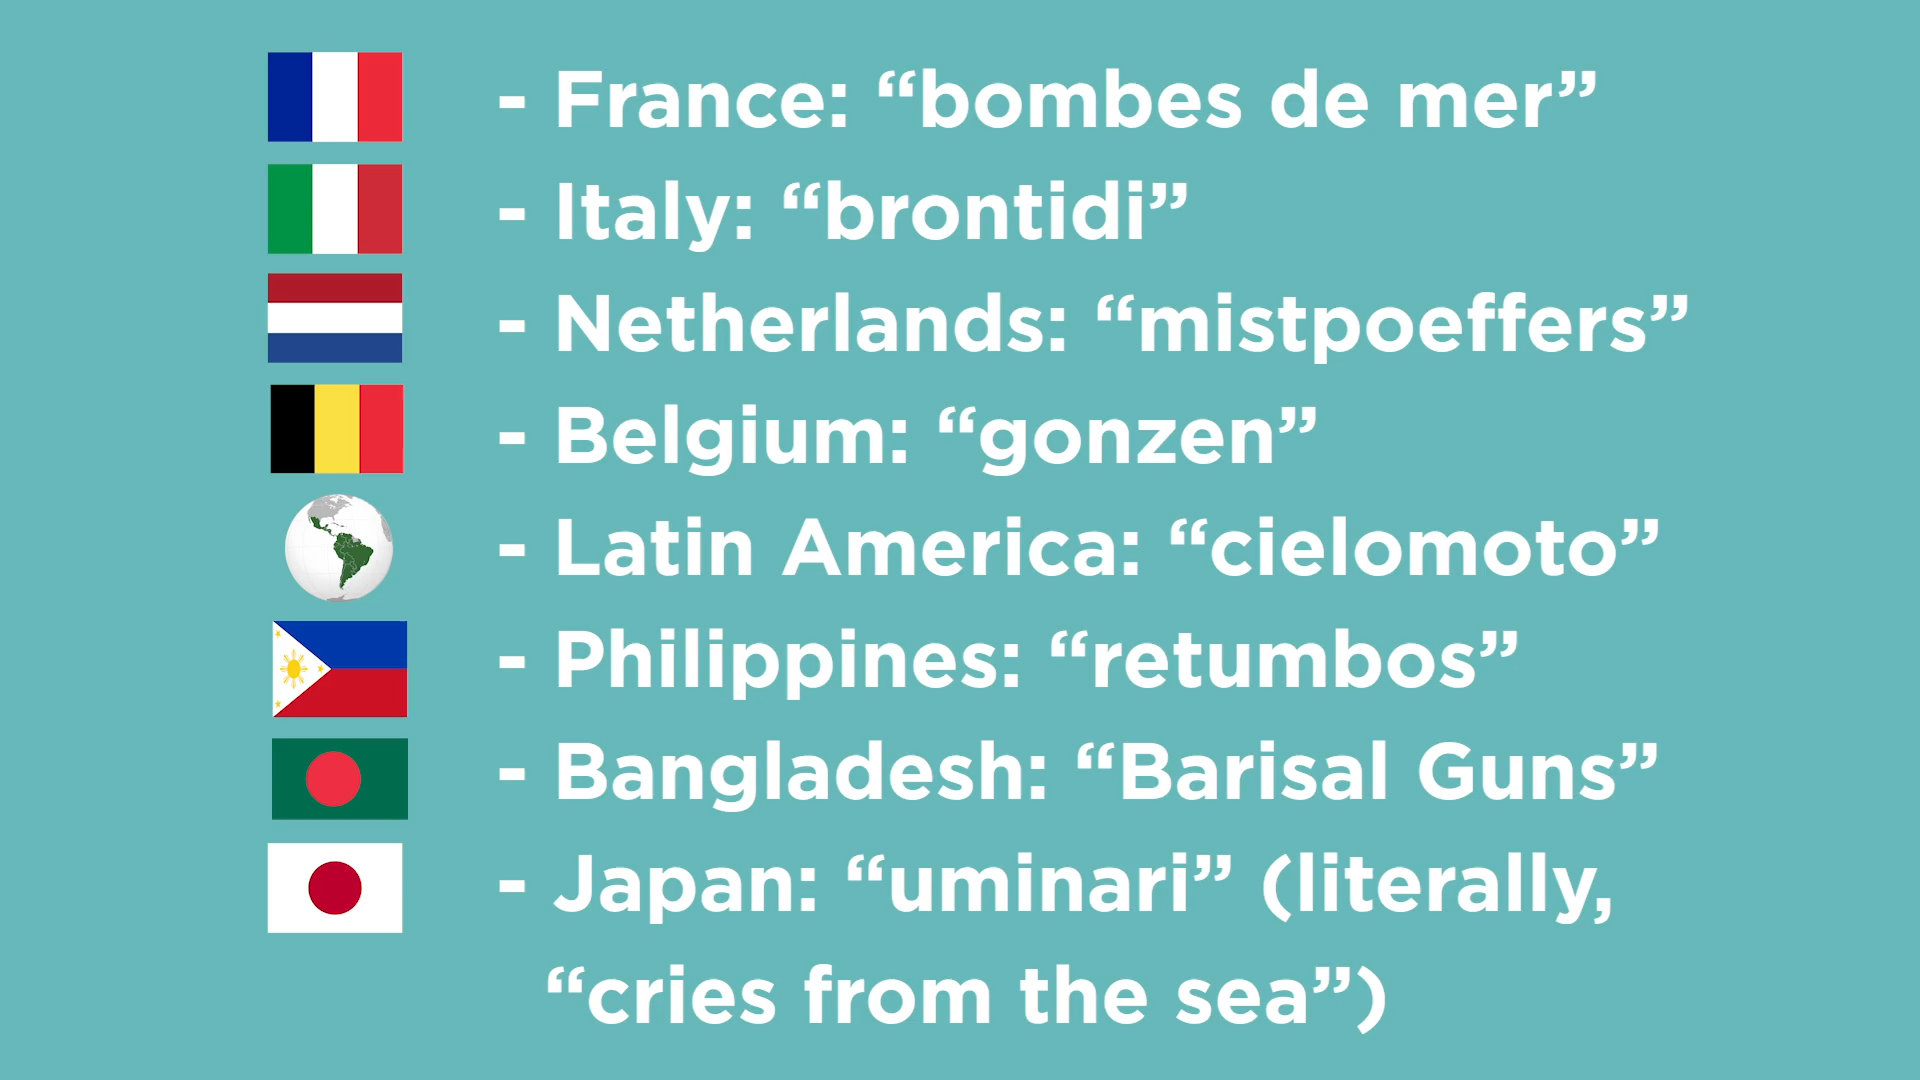 - France: “bombes de mer”
- Italy: “brontidi”
- Netherlands: “mistpoeffers”
- Belgium: “gonzen”
- Latin America: “cielomoto”
- Philippines: “retumbos”
- Bangladesh: “Barisal Guns”
- Japan: “uminari” (literally,
“cries from the sea”)